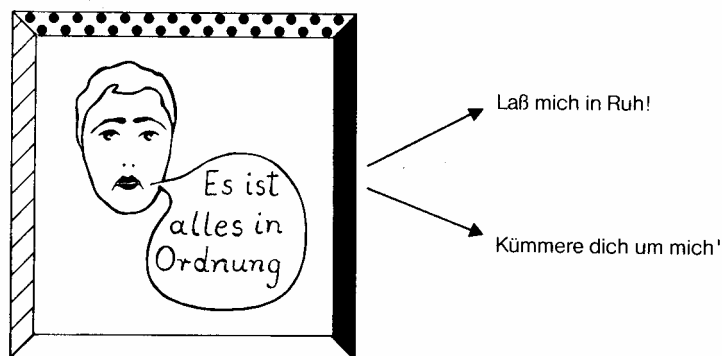 Laß mich in Ruh!
Es ist
alles in
Ordnung
Kümmere dich um mich'